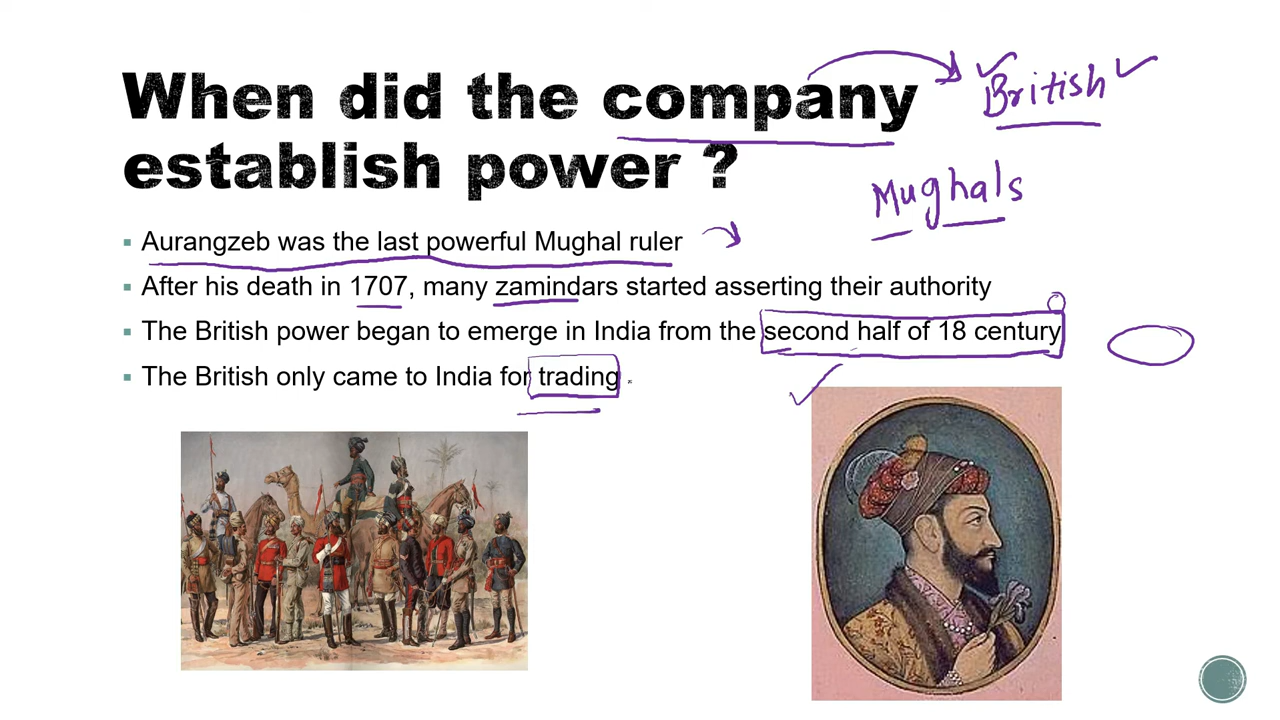 When did the company
British
establish power ?
Mughals
Aurangzeb was the last powerful Mughal ruler
After his death in 1707, many zamindars started asserting their authority
The British power began to emerge in India from the second half of 18 century
The British only came to India for trading